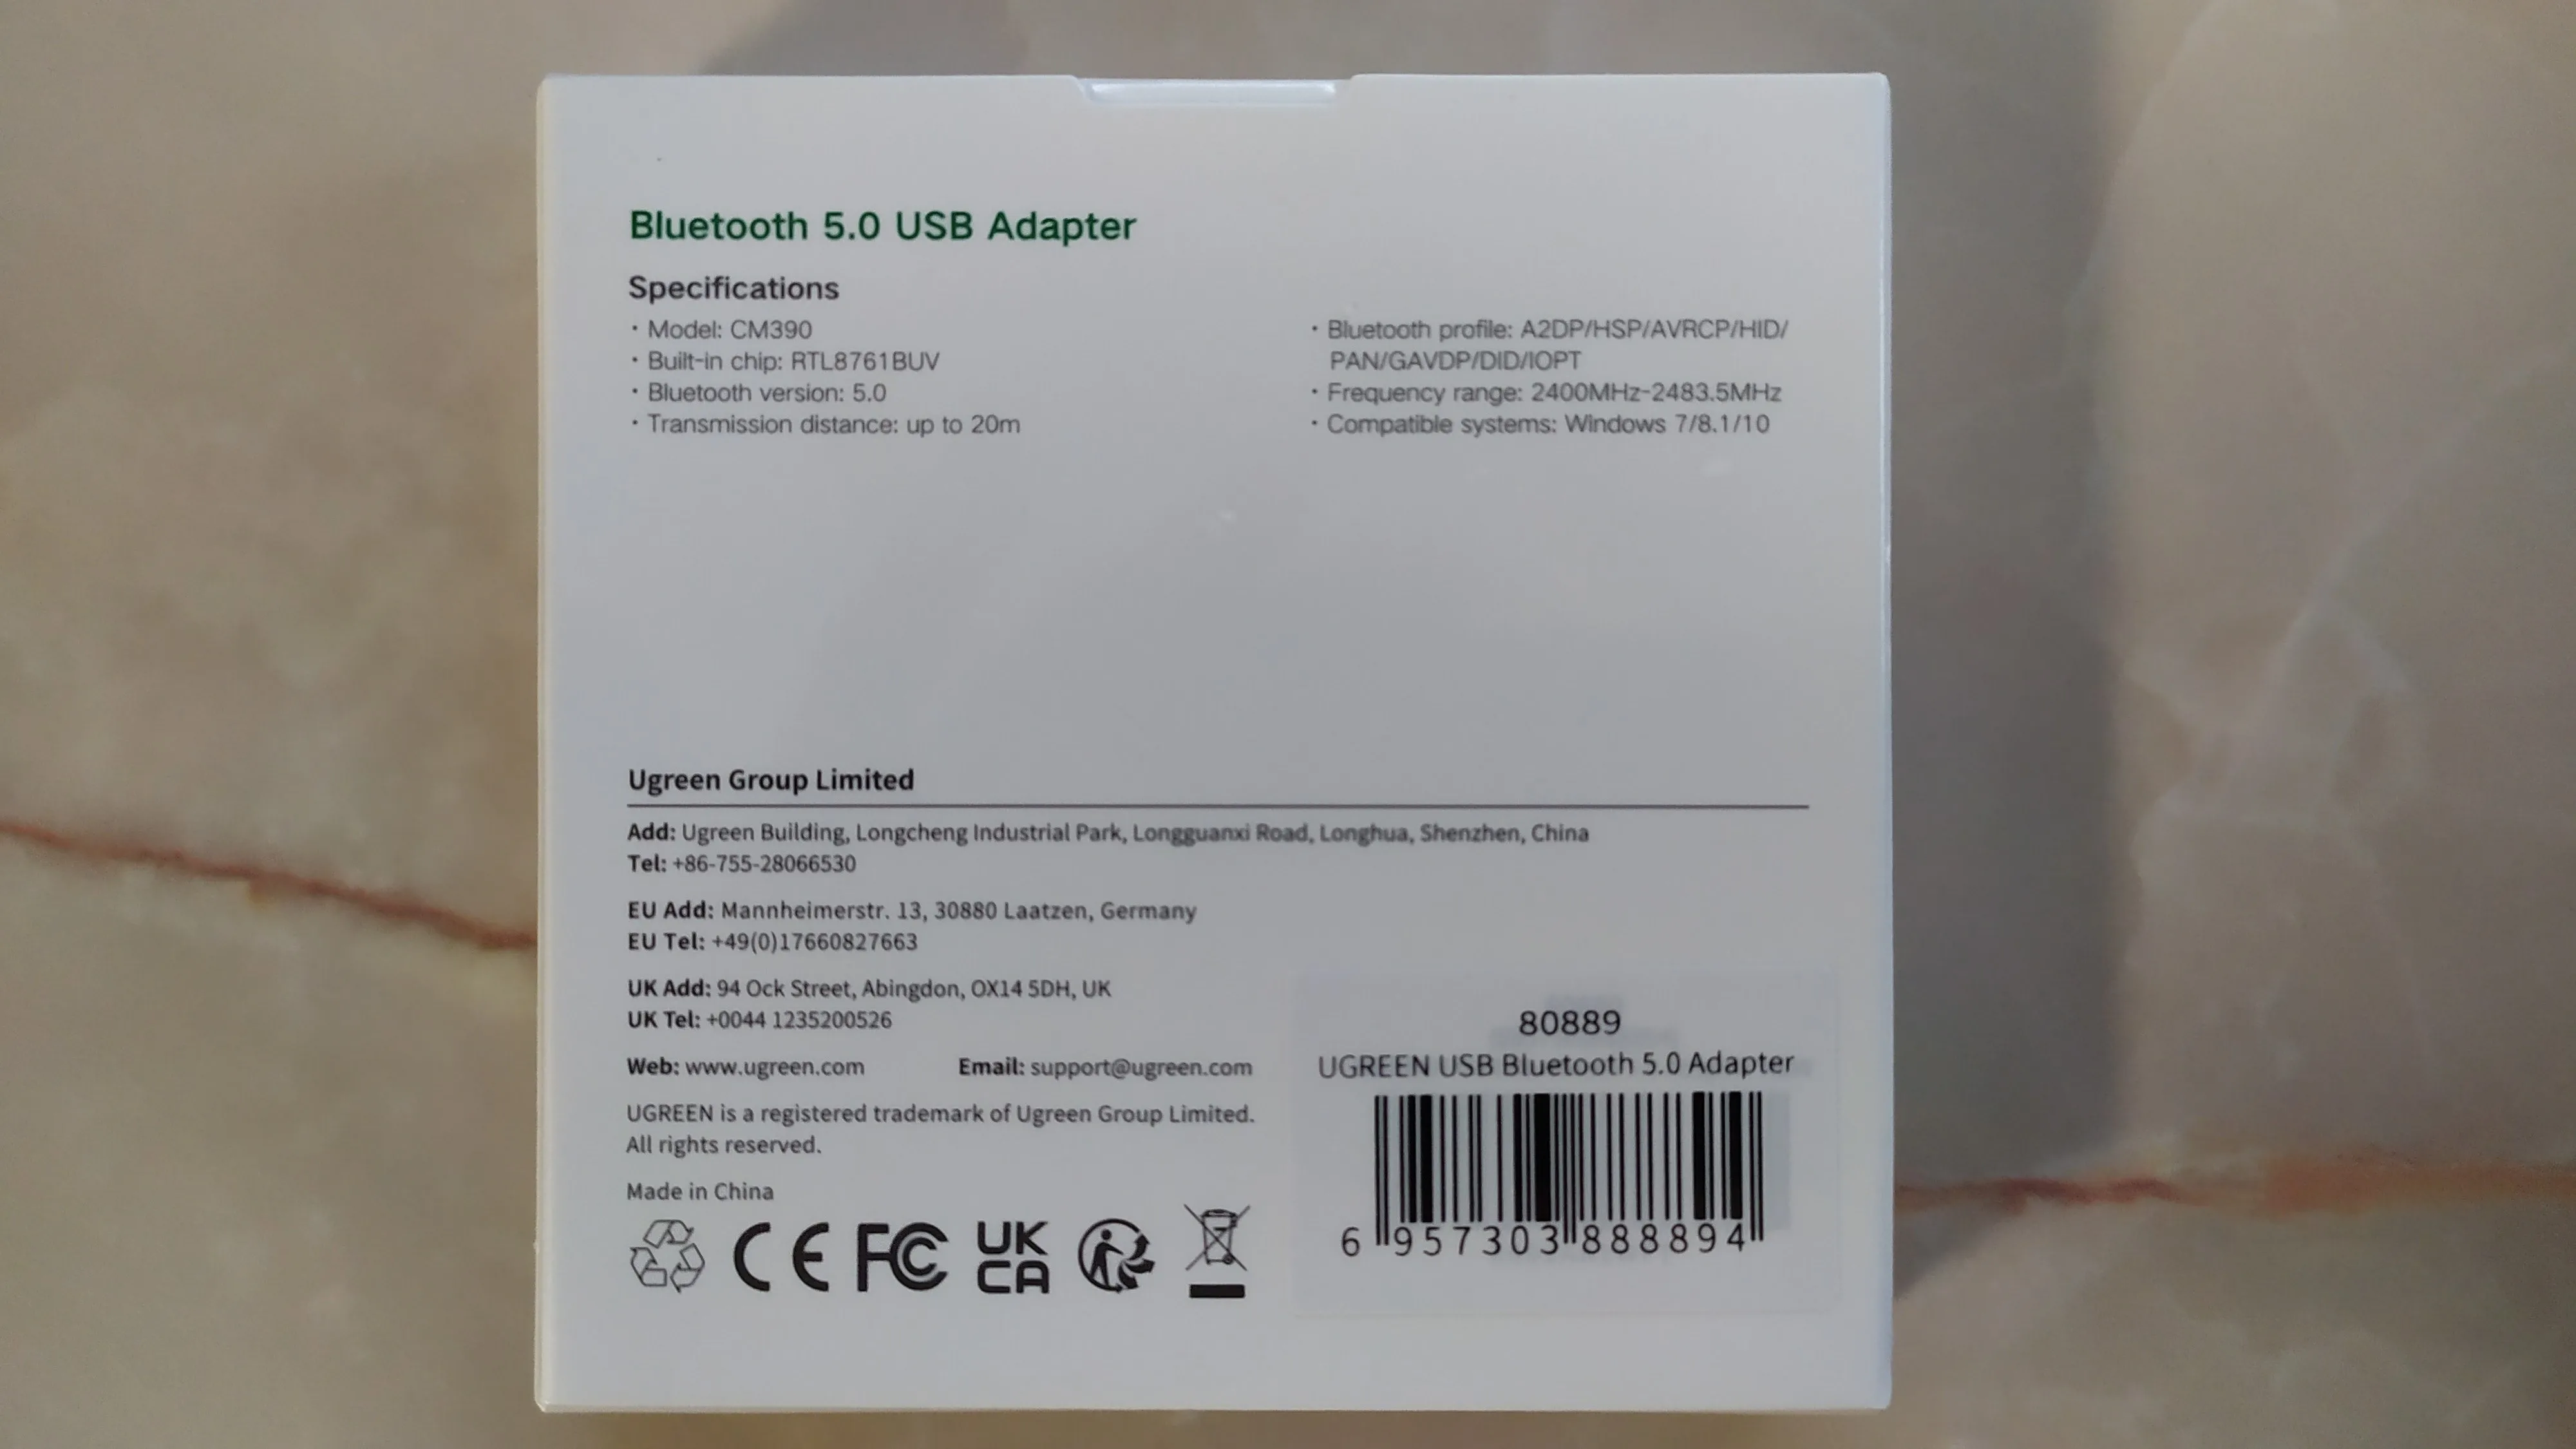 Bluetooth 5.0 USB Adapter
Specifications
· Model: CM390
· Built-in chip: RTL8761BUV
· Bluetooth version: 5.0
· Transmission distance: up to 20m
· Bluetooth profile: A2DP/HSP/AVRCP/HID/
PAN/GAVDP/DID/IOPT
· Frequency range: 2400MHz-2483.5MHz
· Compatible systems: Windows 7/8.1/10
Ugreen Group Limited
Add: Ugreen Building, Longcheng Industrial Park, Longguanxi Road, Longhua, Shenzhen, China
Tel: +86-755-28066530
EU Add: Mannheimerstr. 13, 30880 Laatzen, Germany
EU Tel: +49(0)17660827663
UK Add: 94 Ock Street, Abingdon, OX14 5DH, UK
UK Tel: +0044 1235200526
Web: www.ugreen.com Email: support@ugreen.com
UGREEN is a registered trademark of Ugreen Group Limited.
All rights reserved.
Made in China
CE FC UK
CA
80889
UGREEN USB Bluetooth 5.0 Adapter
6 957303 888894